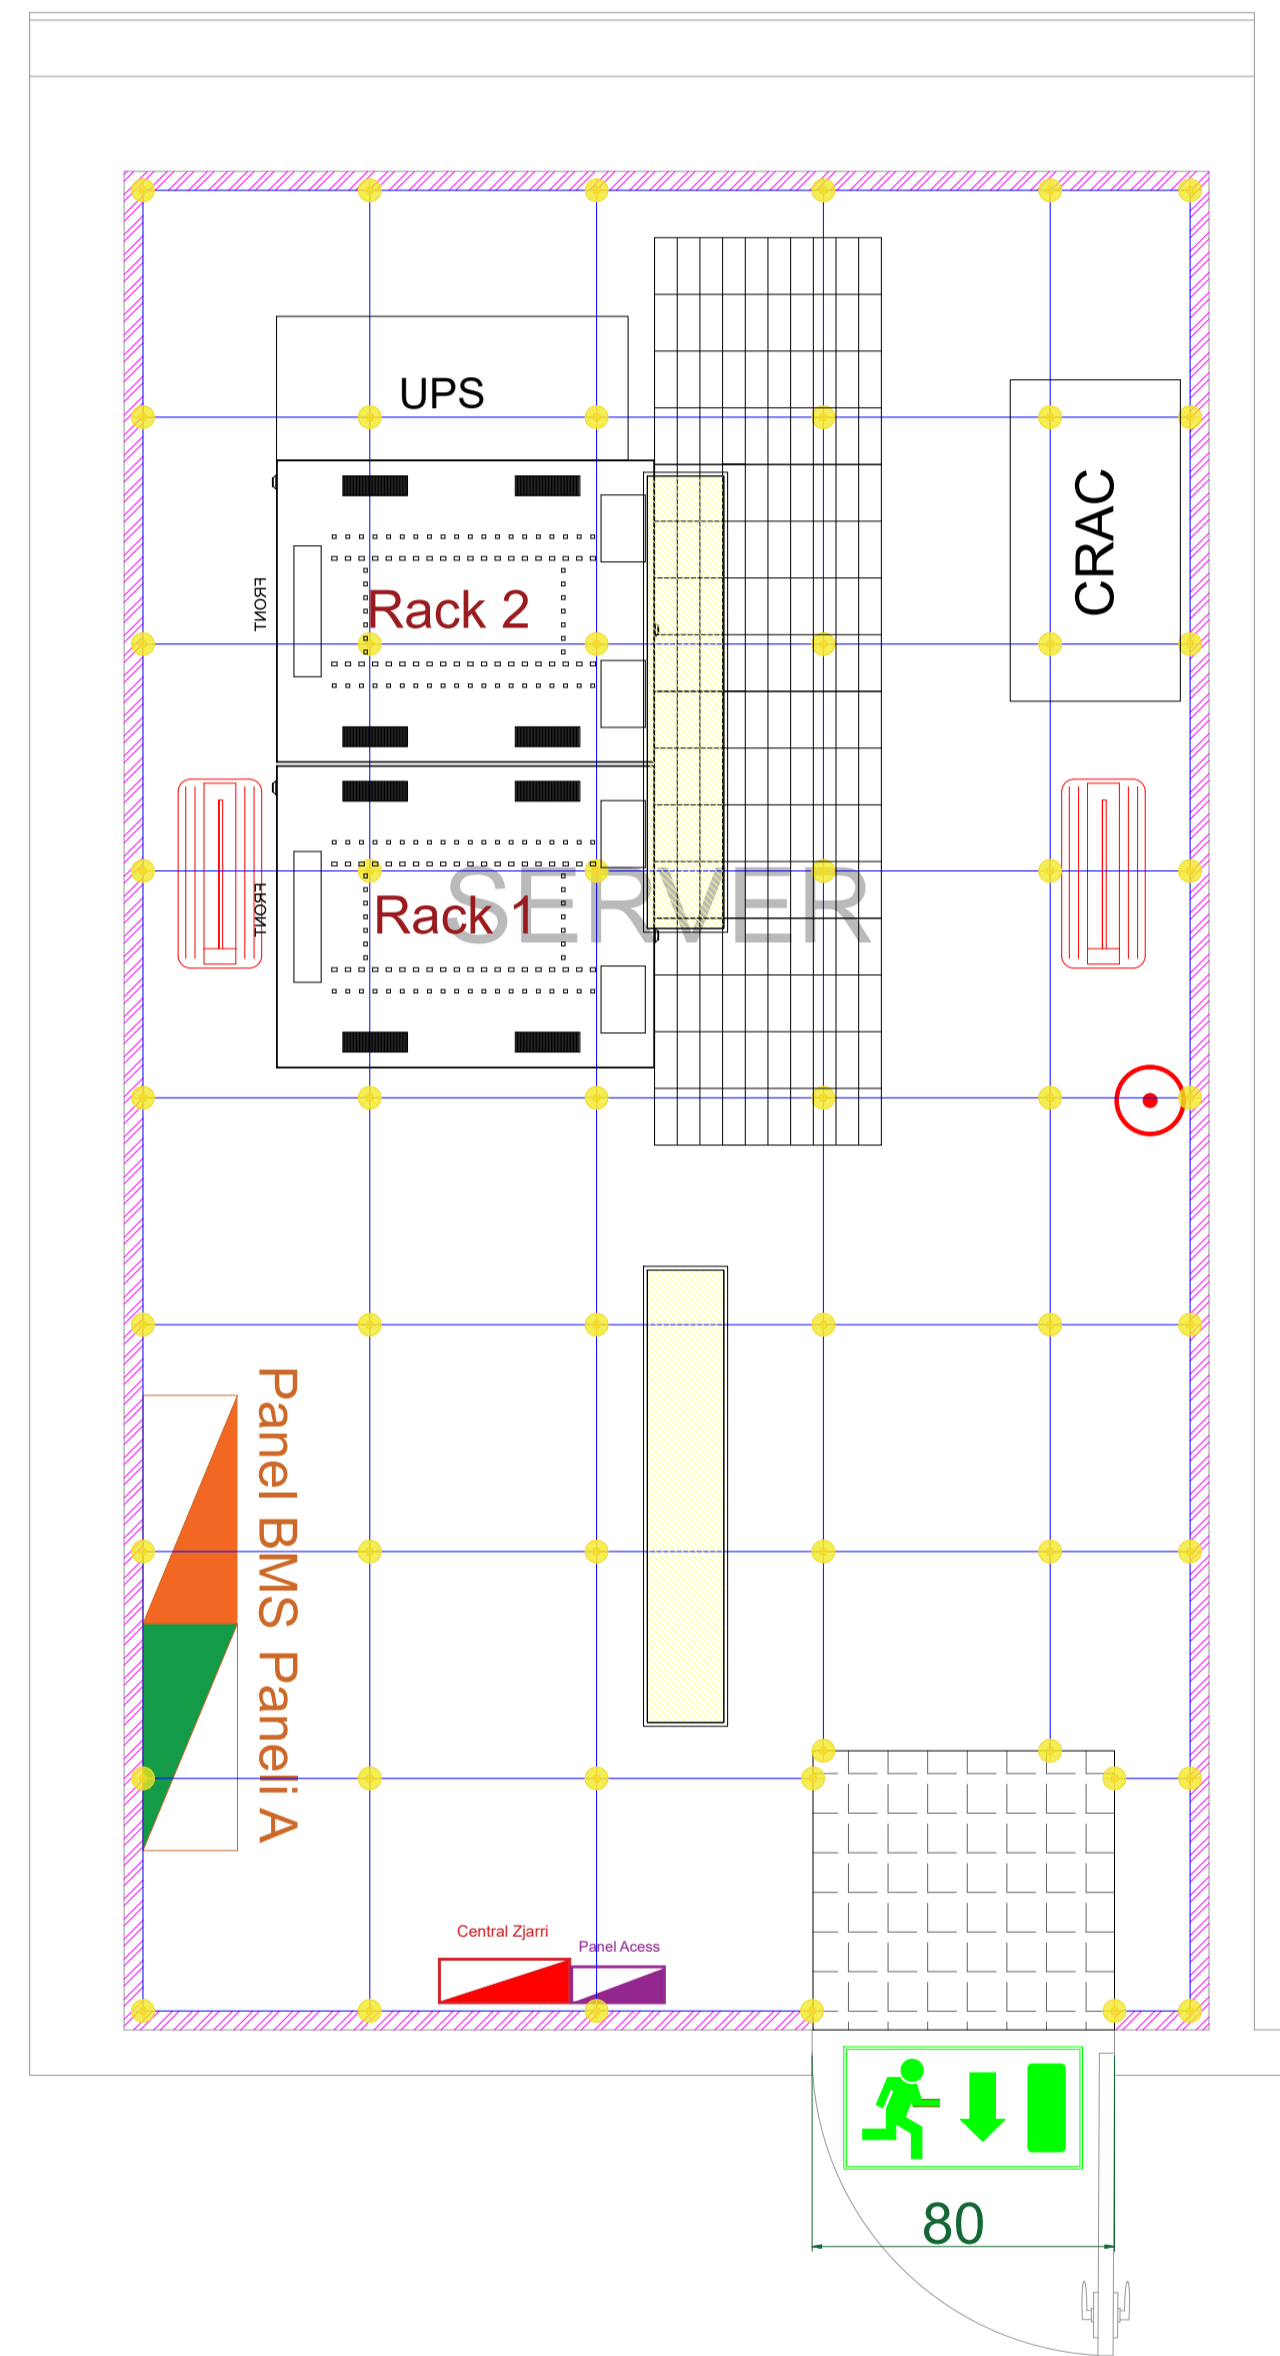 UPS
CRAC
FRONT
Rack 2
SERVER
FRONT
Rack 1
Panel BMS
Paneli A
Central Zjarri
Panel Acess
80